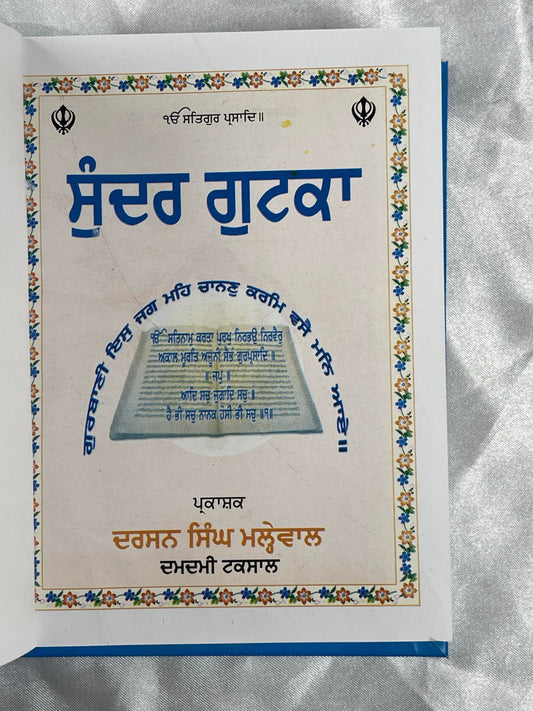 ੴ ਸਤਿਗੁਰ ਪ੍ਰਸਾਦਿ॥
ਸੁੰਦਰ ਗੁਟਕਾ
ਗੁਰਬਾਣੀ ਇਸੁ ਜਗ ਮਹਿ ਚਾਨਣੁ ਕਰਮਿ ਵਸੈ ਮਨਿ ਆਏ॥
ੴ ਸਤਿਨਾਮੁ ਕਰਤਾ ਪੁਰਖੁ ਨਿਰਭਉ ਨਿਰਵੈਰੁ
ਅਕਾਲ ਮੂਰਤਿ ਅਜੂਨੀ ਸੈਭੰ ਗੁਰਪ੍ਰਸਾਦਿ ॥
॥ ਜਪੁ ॥
ਆਦਿ ਸਚੁ ਜੁਗਾਦਿ ਸਚੁ ॥
ਹੈ ਭੀ ਸਚੁ ਨਾਨਕ ਹੋਸੀ ਭੀ ਸਚੁ ॥੧॥
ਪ੍ਰਕਾਸ਼ਕ
ਦਰਸਨ ਸਿੰਘ ਮਲ੍ਹੇਵਾਲ
ਦਮਦਮੀ ਟਕਸਾਲ